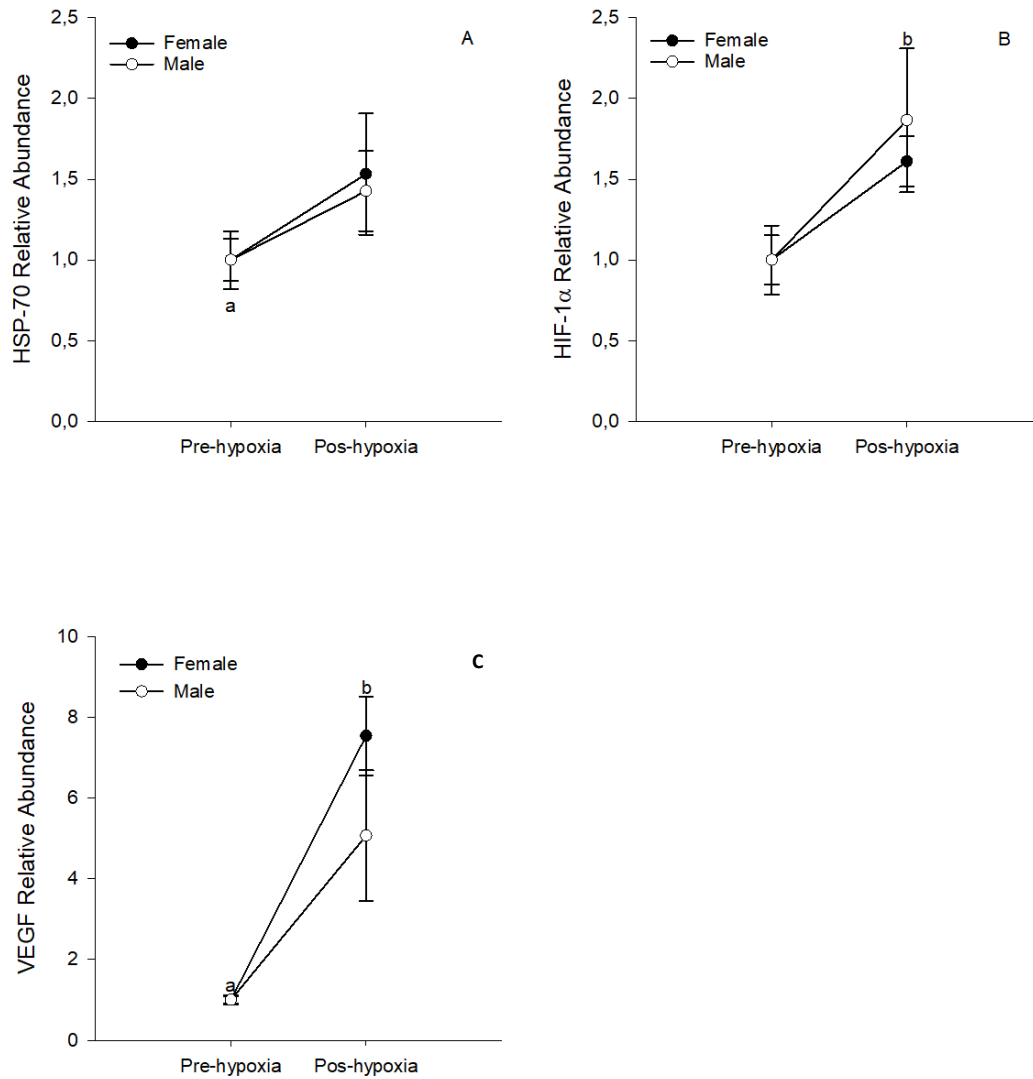 HSP-70 Relative Abundance
2,5
2,0
1,5
1,0
0,5
0,0
Female
Male
A
a
Pre-hypoxia
Pos-hypoxia
HIF-1α Relative Abundance
2,5
2,0
1,5
1,0
0,5
0,0
Female
Male
b
B
Pre-hypoxia
Pos-hypoxia
VEGF Relative Abundance
10
8
6
4
2
0
Female
Male
C
b
a
Pre-hypoxia
Pos-hypoxia